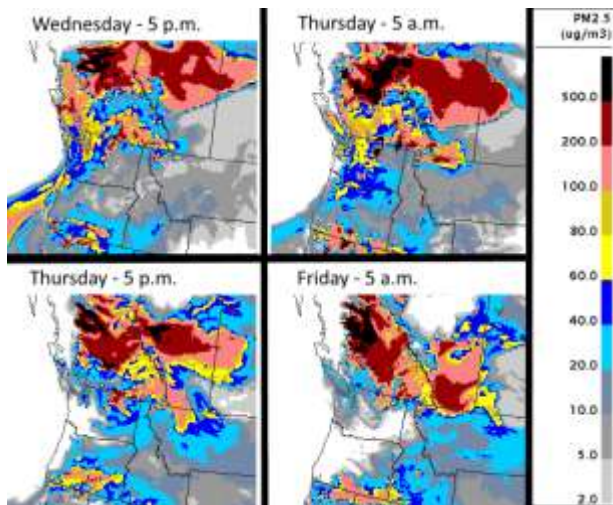 Wednesday - 5 p.m.
Thursday - 5 a.m.
PM2.5
(ug/m3)
500.0
200.0
100.0
80.0
60.0
40.0
20.0
10.0
5.0
2.0
Thursday - 5 p.m.
Friday - 5 a.m.